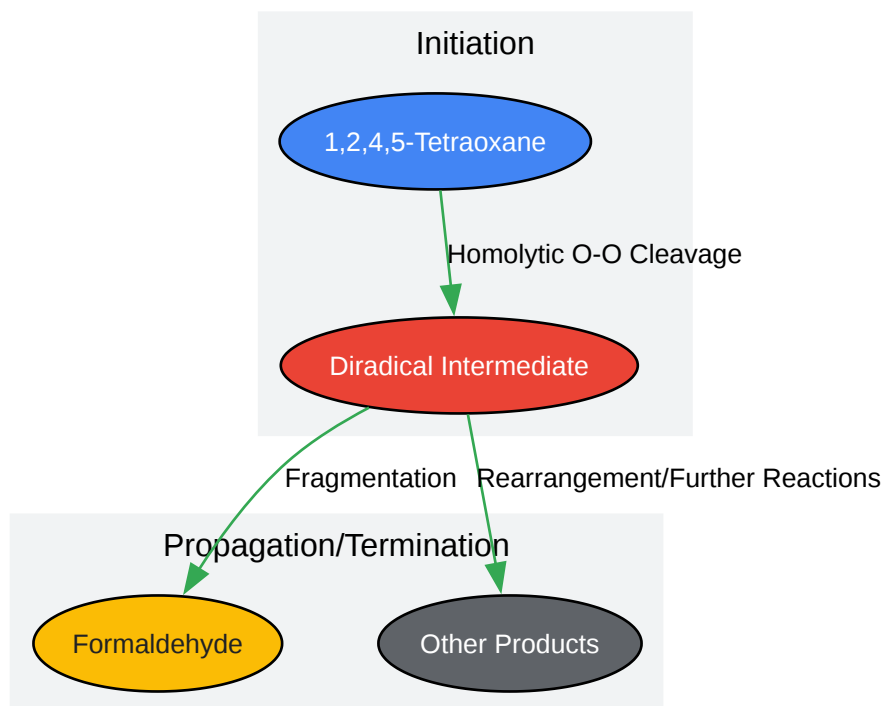 Initiation
1,2,4,5-Tetraoxane
Homolytic O-O Cleavage
Diradical Intermediate
Fragmentation
Rearrangement/Further Reactions
Propagation/Termination
Formaldehyde
Other Products